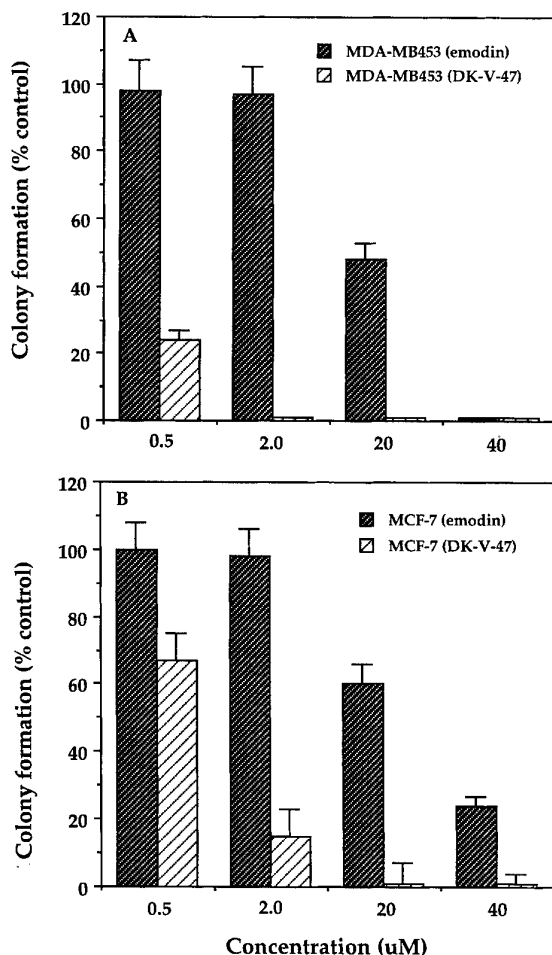 A
MDA-MB453 (emodin)
MDA-MB453 (DK-V-47)
Colony formation (% control)
120
100
80
60
40
20
0
0.5 2.0 20 40
B
MCF-7 (emodin)
MCF-7 (DK-V-47)
Colony formation (% control)
120
100
80
60
40
20
0
0.5 2.0 20 40
Concentration (uM)